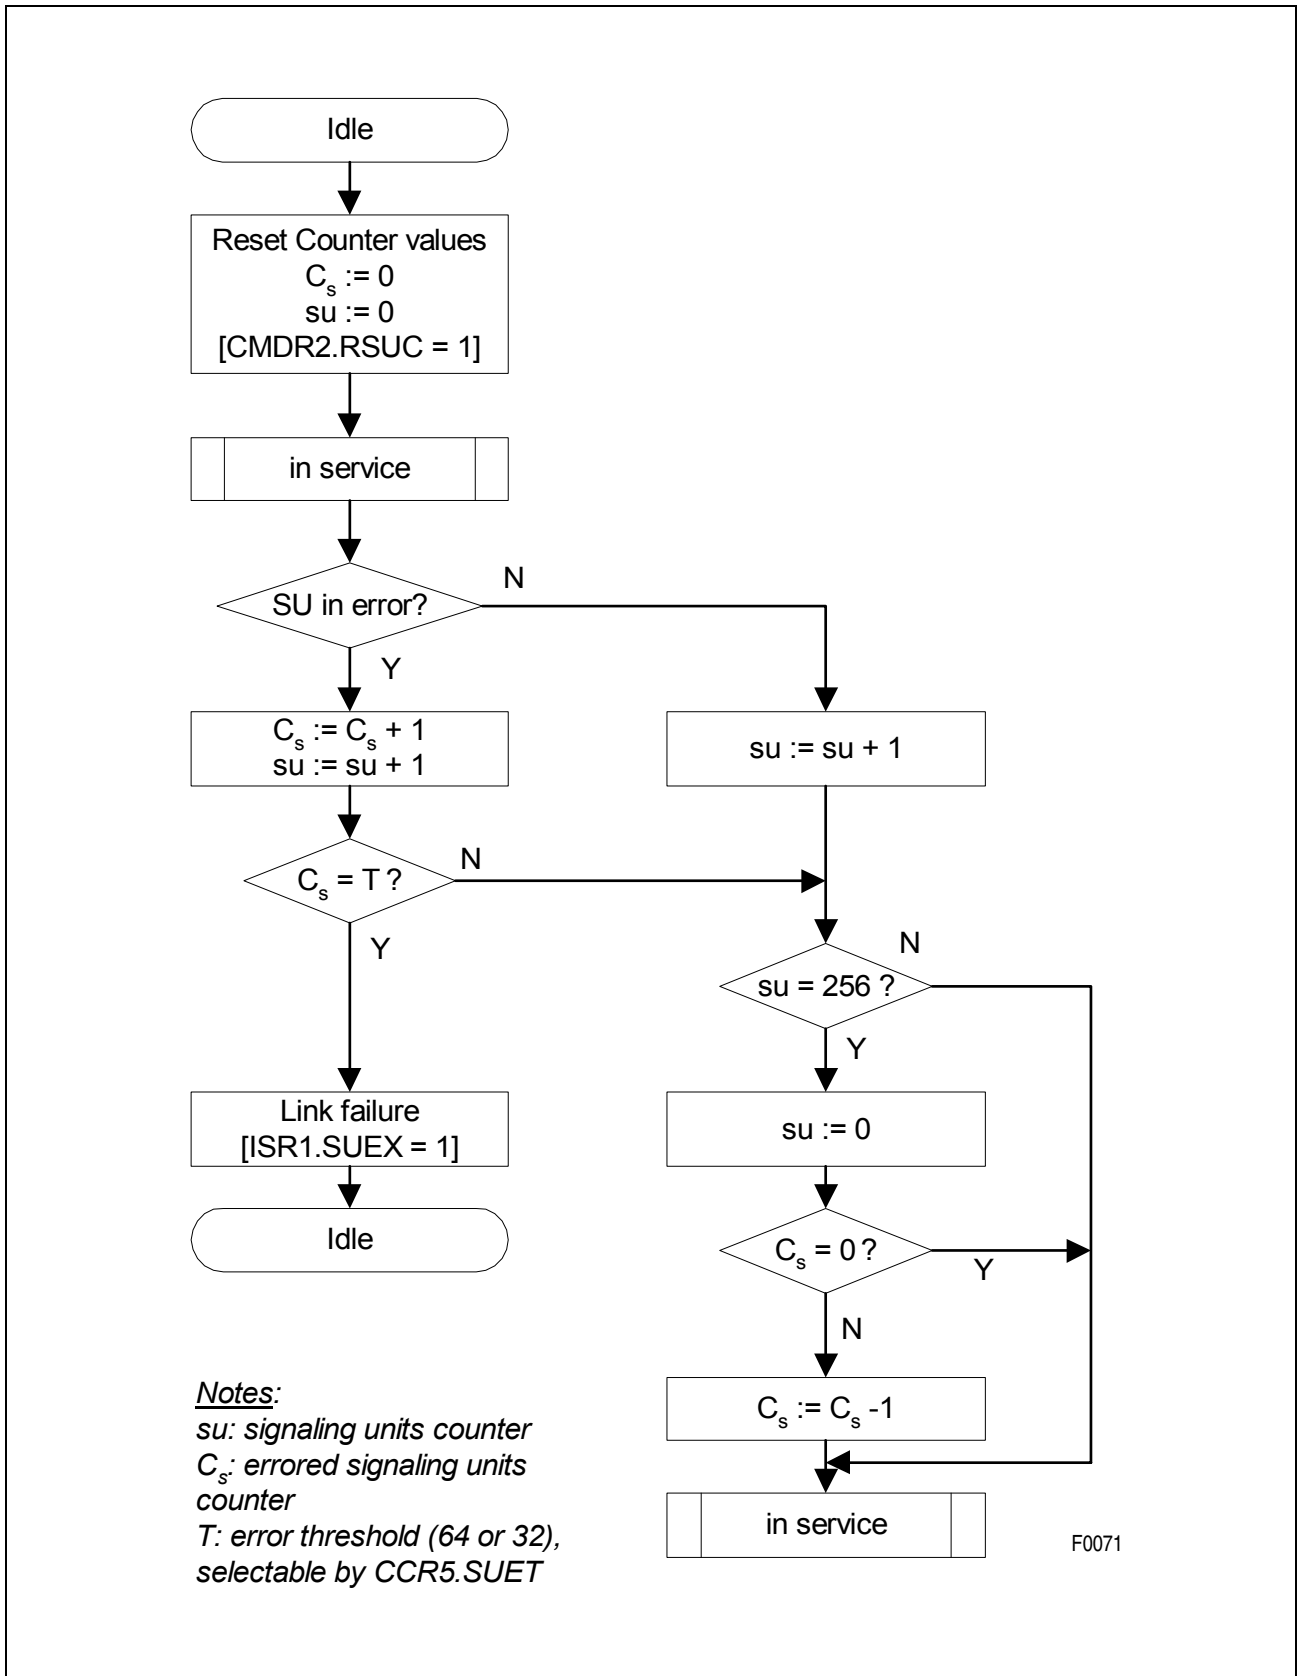 Idle
Reset Counter values
Cs := 0
su := 0
[CMDR2.RSUC = 1]
in service
SU in error?
N
Y
Cs := Cs + 1
su := su + 1
su := su + 1
Cs = T ?
N
Y
su = 256 ?
N
Y
Link failure
[ISR1.SUEX = 1]
su := 0
Idle
Cs = 0 ?
Y
N
Cs := Cs -1
in service
Notes:
su: signaling units counter
Cs: errored signaling units
counter
T: error threshold (64 or 32),
selectable by CCR5.SUET
F0071